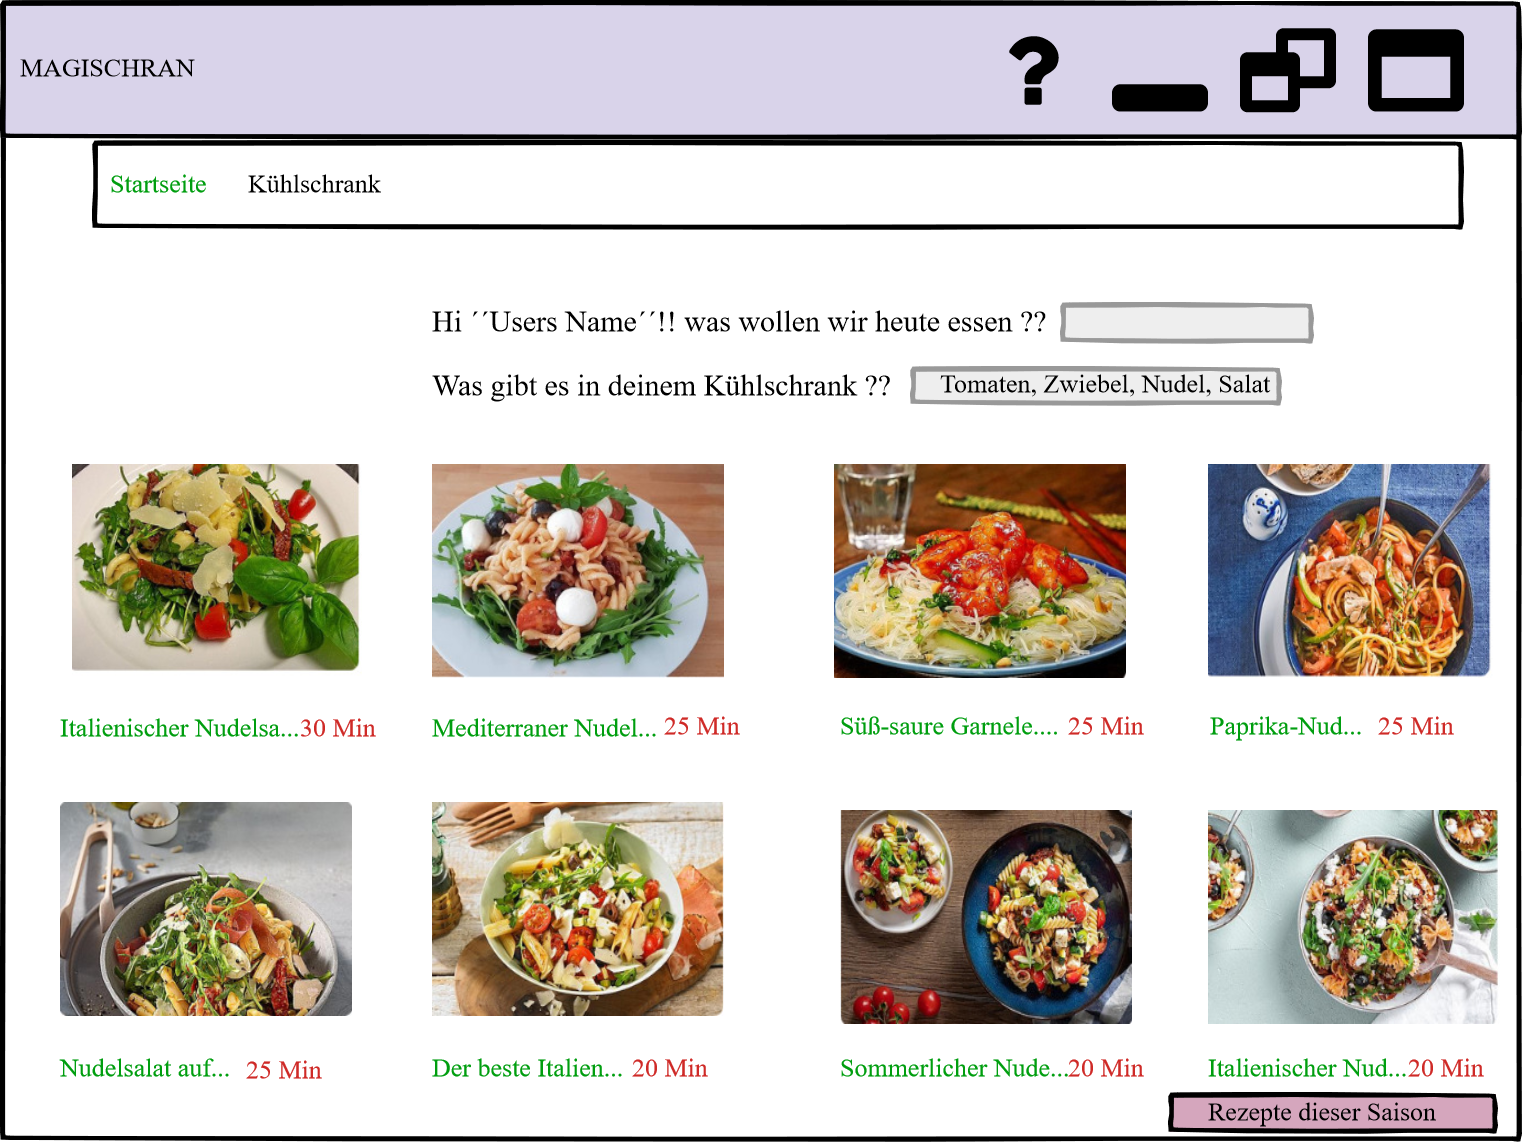 MAGISCHRAN
Startseite Kühlschrank
Hi ´´Users Name´´!! was wollen wir heute essen ??
Was gibt es in deinem Kühlschrank ?? Tomaten, Zwiebel, Nudel, Salat
Italienischer Nudelsa...30 Min Mediterraner Nudel... 25 Min Süß-saure Garnele.... 25 Min Paprika-Nud... 25 Min
Nudelsalat auf... 25 Min Der beste Italien... 20 Min Sommerlicher Nude...20 Min Italienischer Nud...20 Min
Rezepte dieser Saison